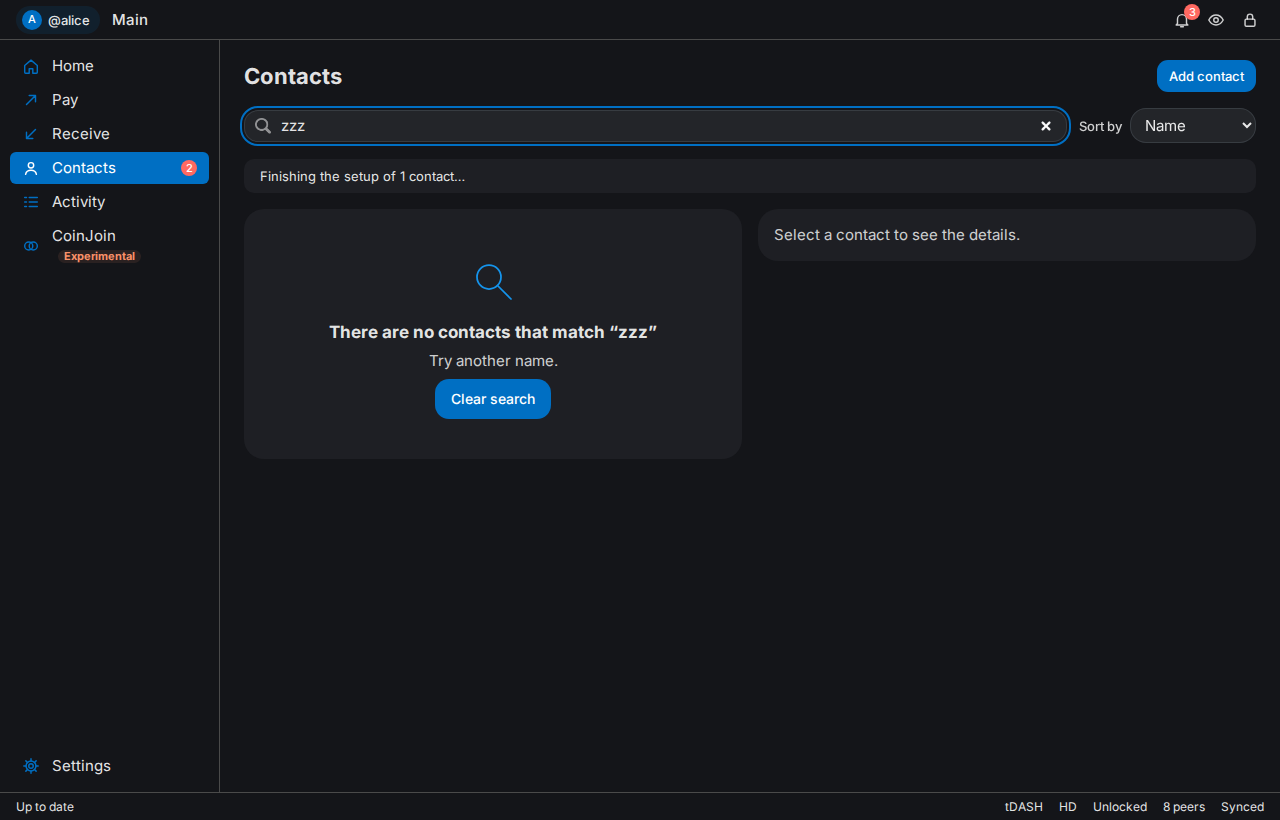 A @alice Main 3
Home
Pay
Receive
Contacts 2
Activity
CoinJoin
Experimental
Settings
Contacts
Add contact
zzz
Sort by Name
Finishing the setup of 1 contact...
There are no contacts that match “zzz”
Try another name.
Clear search
Select a contact to see the details.
Up to date
tDASH HD Unlocked 8 peers Synced